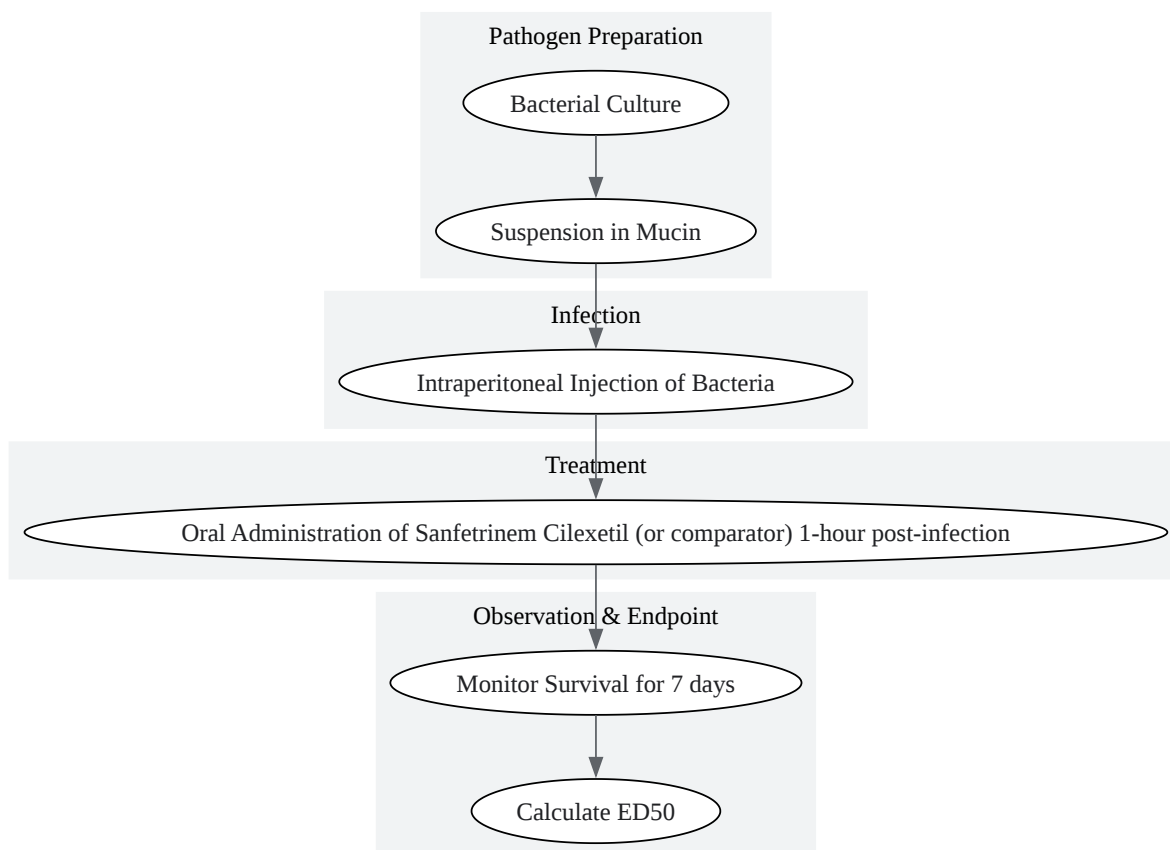 Pathogen Preparation
Bacterial Culture
Suspension in Mucin
Infection
Intraperitoneal Injection of Bacteria
Treatment
Oral Administration of Sanfetrinem Cilexetil (or comparator) 1-hour post-infection
Observation & Endpoint
Monitor Survival for 7 days
Calculate ED50